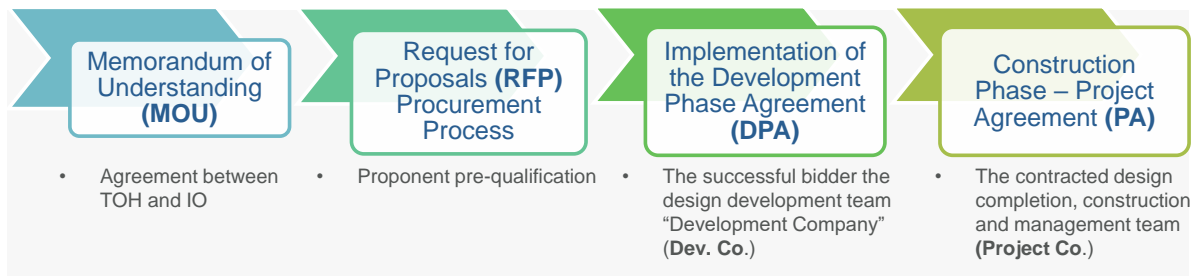 Memorandum of
Understanding
(MOU)
Request for
Proposals (RFP)
Procurement
Process
Implementation of
the Development
Phase Agreement
(DPA)
Construction
Phase – Project
Agreement (PA)
• Agreement between
TOH and IO
• Proponent pre-qualification
• The successful bidder the
design development team
“Development Company”
(Dev. Co.)
• The contracted design
completion, construction
and management team
(Project Co.)